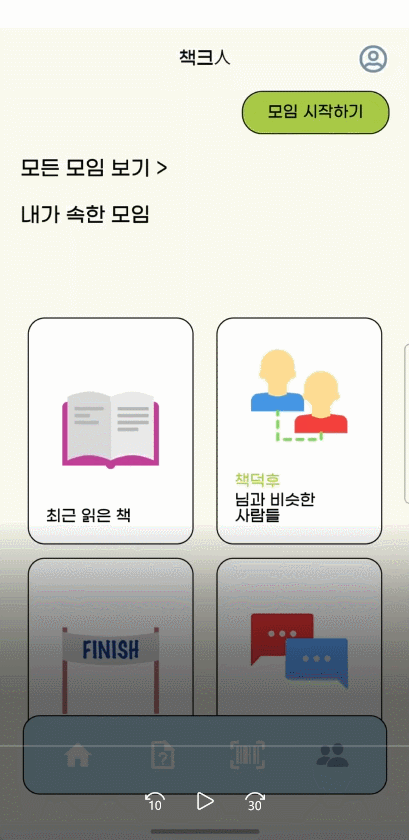 책크人
모임 시작하기
모든 모임 보기 >
내가 속한 모임
최근 읽은 책
책덕후
님과 비슷한
사람들
FINISH
?
10
30